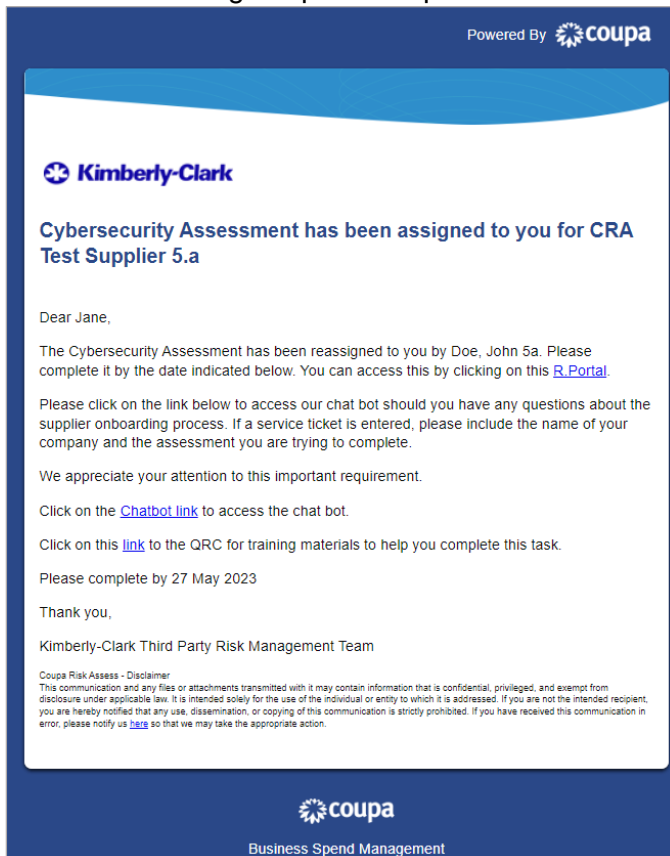 Powered By coupa
Kimberly-Clark
Cybersecurity Assessment has been assigned to you for CRA
Test Supplier 5.a
Dear Jane,
The Cybersecurity Assessment has been reassigned to you by Doe, John 5a. Please
complete it by the date indicated below. You can access this by clicking on this R.Portal.
Please click on the link below to access our chat bot should you have any questions about the
supplier onboarding process. If a service ticket is entered, please include the name of your
company and the assessment you are trying to complete.
We appreciate your attention to this important requirement.
Click on the Chatbot link to access the chat bot.
Click on this link to the QRC for training materials to help you complete this task.
Please complete by 27 May 2023
Thank you,
Kimberly-Clark Third Party Risk Management Team
Coupa Risk Assess - Disclaimer
This communication and any files or attachments transmitted with it may contain information that is confidential, privileged, and exempt from
disclosure under applicable law. It is intended solely for the use of the individual or entity to which it is addressed. If you are not the intended recipient,
you are hereby notified that any use, dissemination, or copying of this communication is strictly prohibited. If you have received this communication in
error, please notify us here so that we may take the appropriate action.
coupa
Business Spend Management